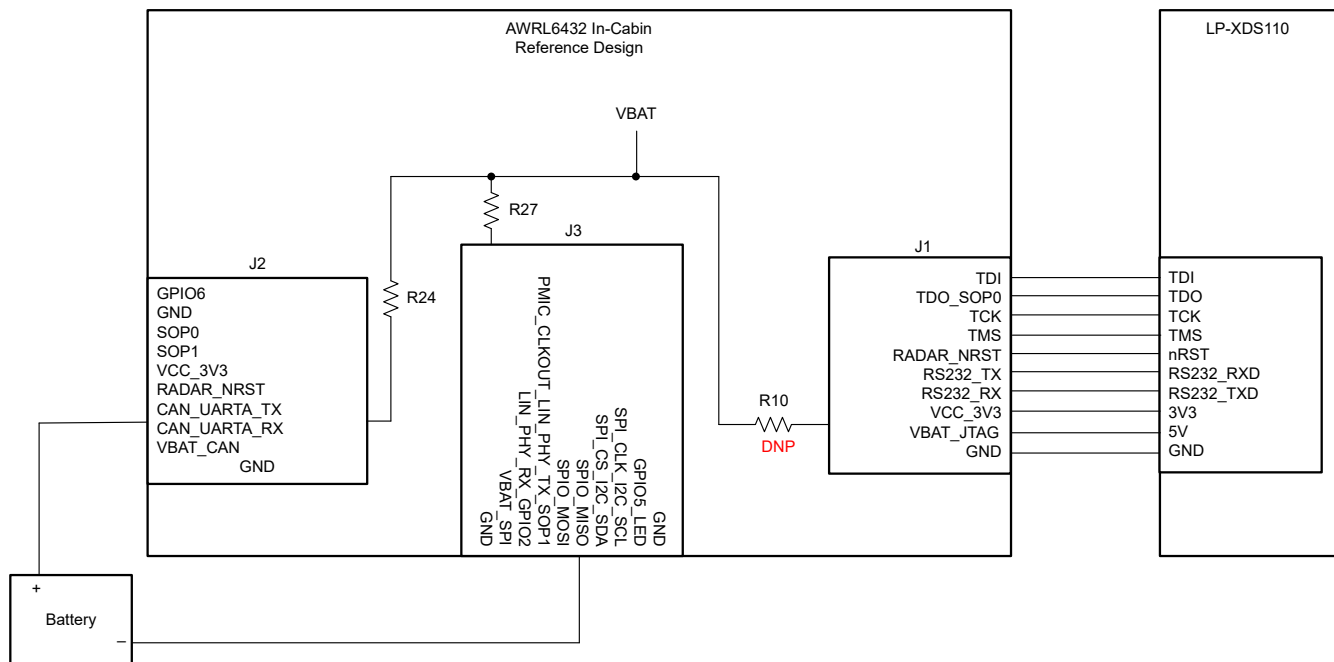 AWRL6432 In-Cabin
Reference Design
LP-XDS110
VBAT
R27
J3
J2
R24
J1
GPIO6
GND
SOP0
SOP1
VCC_3V3
RADAR_NRST
CAN_UARTA_TX
CAN_UARTA_RX
VBAT_CAN
GND
GND
VBAT_SPI
LIN_PHY_RX_GPIO2
PMIC_CLKOUT_LIN_PHY_TX_SOP1
SPIO_MOSI
SPIO_MISO
SPI_CS_I2C_SDA
SPI_CLK_I2C_SCL
GPIO5_LED
GND
R10
DNP
TDI
TDO_SOP0
TCK
TMS
RADAR_NRST
RS232_TX
RS232_RX
VCC_3V3
VBAT_JTAG
GND
TDI
TDO
TCK
TMS
nRST
RS232_RXD
RS232_TXD
3V3
5V
GND
+
Battery
–